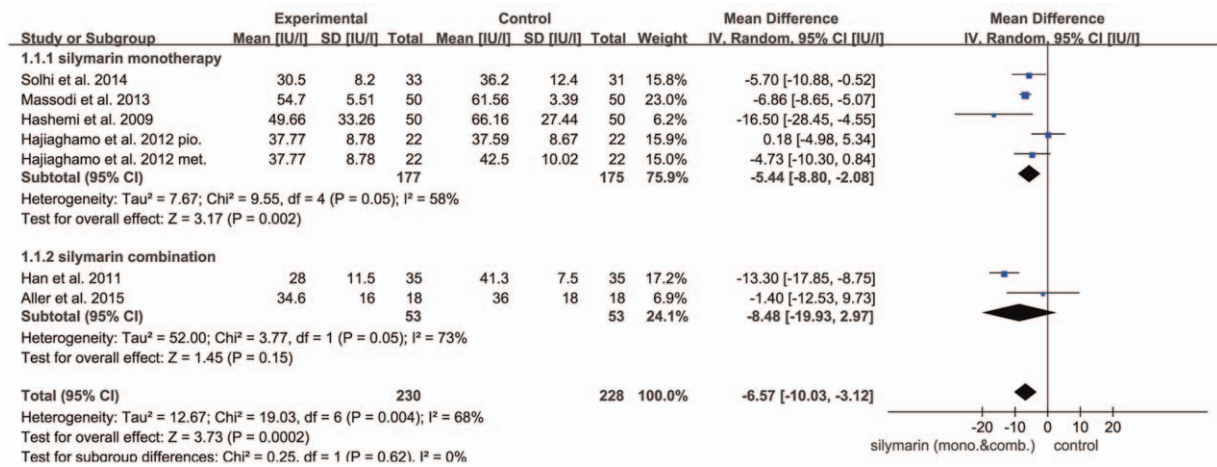 Experimental Control Mean Difference Mean Difference
Study or Subgroup Mean [IU/l] SD [IU/l] Total Mean [IU/l] SD [IU/l] Total Weight IV, Random, 95% CI [IU/l] IV, Random, 95% CI [IU/l]
1.1.1 silymarin monotherapy
Solhi et al. 2014 30.5 8.2 33 36.2 12.4 31 15.8% -5.70 [-10.88, -0.52]
Massodi et al. 2013 54.7 5.51 50 61.56 3.39 50 23.0% -6.86 [-8.65, -5.07]
Hashemi et al. 2009 49.66 33.26 50 66.16 27.44 50 6.2% -16.50 [-28.45, -4.55]
Hajiaghamo et al. 2012 pio. 37.77 8.78 22 37.59 8.67 22 15.9% 0.18 [-4.98, 5.34]
Hajiaghamo et al. 2012 met. 37.77 8.78 22 42.5 10.02 22 15.0% -4.73 [-10.30, 0.84]
Subtotal (95% CI) 177 175 75.9% -5.44 [-8.80, -2.08]
Heterogeneity: Tau² = 7.67; Chi² = 9.55, df = 4 (P = 0.05); I² = 58%
Test for overall effect: Z = 3.17 (P = 0.002)
1.1.2 silymarin combination
Han et al. 2011 28 11.5 35 41.3 7.5 35 17.2% -13.30 [-17.85, -8.75]
Aller et al. 2015 34.6 16 18 36 18 18 6.9% -1.40 [-12.53, 9.73]
Subtotal (95% CI) 53 53 24.1% -8.48 [-19.93, 2.97]
Heterogeneity: Tau² = 52.00; Chi² = 3.77, df = 1 (P = 0.05); I² = 73%
Test for overall effect: Z = 1.45 (P = 0.15)
Total (95% CI) 230 228 100.0% -6.57 [-10.03, -3.12]
Heterogeneity: Tau² = 12.67; Chi² = 19.03, df = 6 (P = 0.004); I² = 68%
Test for overall effect: Z = 3.73 (P = 0.0002)
Test for subgroup differences: Chi² = 0.25, df = 1 (P = 0.62), I² = 0%
-20 -10 0 10 20
silymarin (mono.&comb.) control